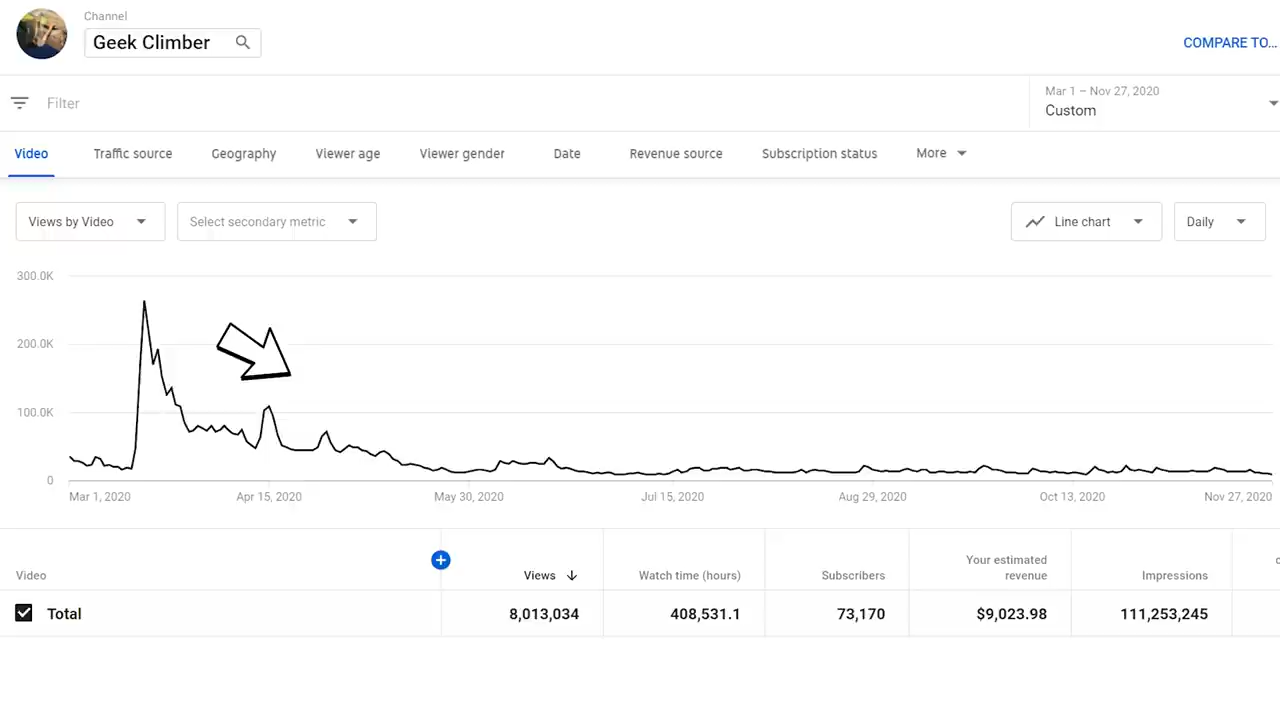 Channel
Geek Climber
COMPARE TO...
Filter
Mar 1 – Nov 27, 2020
Custom
Video Traffic source Geography Viewer age Viewer gender Date Revenue source Subscription status More
Views by Video Select secondary metric Line chart Daily
300.0K
200.0K
100.0K
0
Mar 1, 2020 Apr 15, 2020 May 30, 2020 Jul 15, 2020 Aug 29, 2020 Oct 13, 2020 Nov 27, 2020
Your estimated
Video Views Watch time (hours) Subscribers revenue Impressions
Total 8,013,034 408,531.1 73,170 $9,023.98 111,253,245